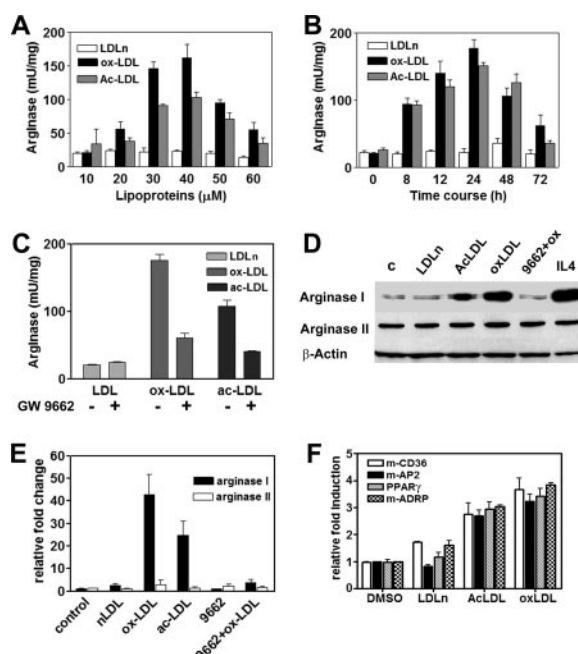 A
Arginase (mU/mg)
200
150
100
50
0
LDLn
ox-LDL
Ac-LDL
10 20 30 40 50 60
Lipoproteins (μM)
B
Arginase (mU/mg)
200
100
0
LDLn
ox-LDL
Ac-LDL
0 8 12 24 48 72
Time course (h)
C
Arginase (mU/mg)
200
100
0
LDLn
ox-LDL
ac-LDL
LDL ox-LDL ac-LDL
GW 9662 - + - + - +
D
c LDLn AcLDL oxLDL 9662+ox IL4
Arginase I
Arginase II
β-Actin
E
relative fold change
60
50
40
30
20
10
0
arginase I
arginase II
control nLDL ox-LDL ac-LDL 9662 9662+ox-LDL
F
relative fold Induction
5
4
3
2
1
0
m-CD36
m-AP2
PPARγ
m-ADRP
DMSO LDLn AcLDL oxLDL